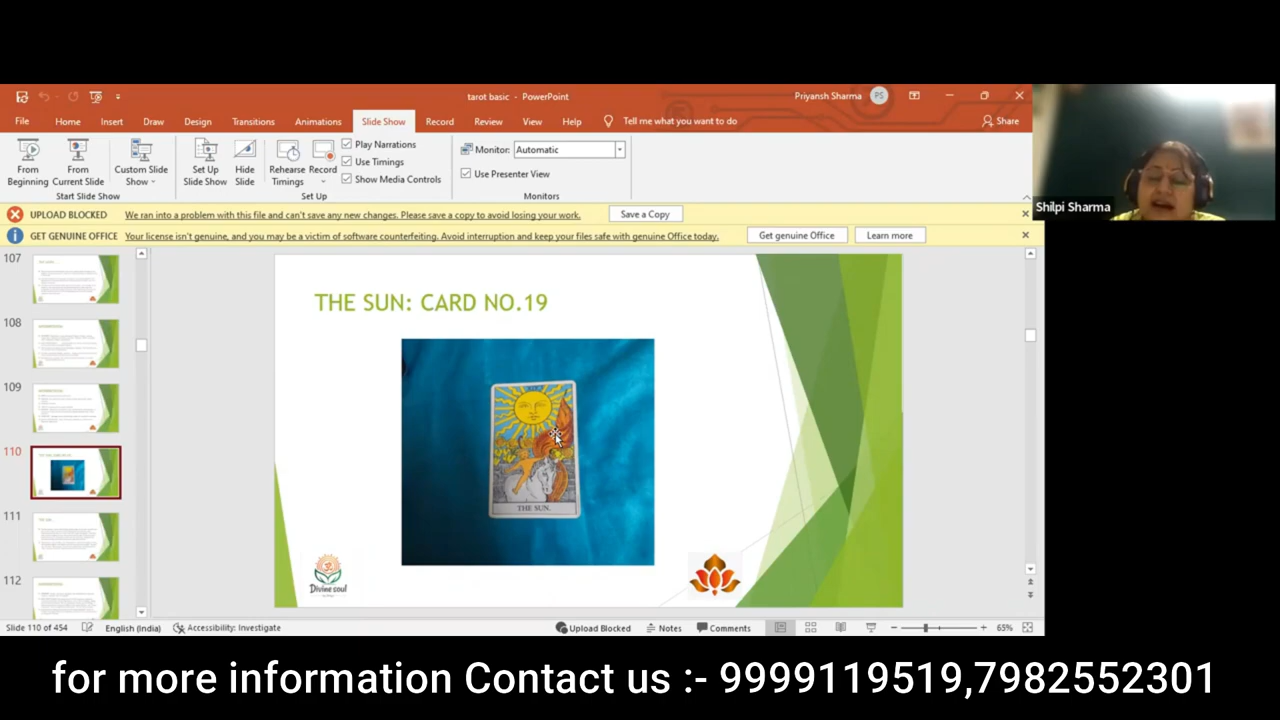 tarot basic - PowerPoint
Priyansh Sharma
PS
File
Home
Insert
Draw
Design
Transitions
Animations
Slide Show
Record
Review
View
Help
Tell me what you want to do
Share
From Beginning
From Current Slide
Custom Slide Show
Set Up Slide Show
Hide Slide
Rehearse Timings
Record
Play Narrations
Use Timings
Show Media Controls
Monitor: Automatic
Use Presenter View
Start Slide Show
Set Up
Monitors
Shilpi Sharma
UPLOAD BLOCKED We ran into a problem with this file and can't save any new changes. Please save a copy to avoid losing your work. Save a Copy
GET GENUINE OFFICE Your license isn't genuine, and you may be a victim of software counterfeiting. Avoid interruption and keep your files safe with genuine Office today. Get genuine Office Learn more
107
108
109
110
111
112
THE SUN: CARD NO.19
THE SUN.
Divine soul
Slide 110 of 454
English (India)
Accessibility: Investigate
Upload Blocked
Notes
Comments
65%
for more information Contact us :- 9999119519,7982552301